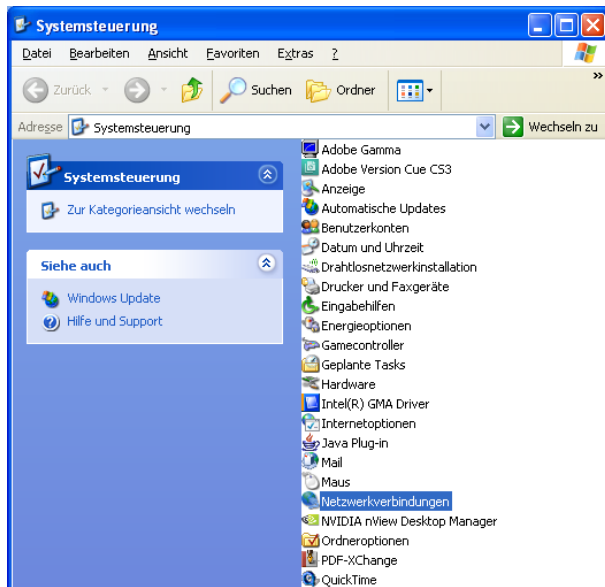 Systemsteuerung
Datei Bearbeiten Ansicht Favoriten Extras ?
Zurück Suchen Ordner »
Adresse Systemsteuerung Wechseln zu
Systemsteuerung
Zur Kategorieansicht wechseln
Siehe auch
Windows Update
Hilfe und Support
Adobe Gamma
Adobe Version Cue CS3
Anzeige
Automatische Updates
Benutzerkonten
Datum und Uhrzeit
Drahtlosnetzwerkinstallation
Drucker und Faxgeräte
Eingabehilfen
Energieoptionen
Gamecontroller
Geplante Tasks
Hardware
Intel(R) GMA Driver
Internetoptionen
Java Plug-in
Mail
Maus
Netzwerkverbindungen
NVIDIA nView Desktop Manager
Ordneroptionen
PDF-XChange
QuickTime